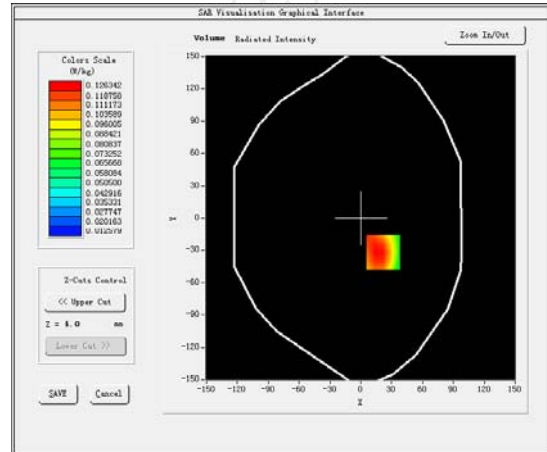 SAR Visualisation Graphical Interface
Volume Radiated Intensity
Zoom In/Out
Colors Scale
(W/kg)
0.126342
0.118758
0.111173
0.103589
0.096005
0.088421
0.080837
0.073252
0.065668
0.058084
0.050500
0.042916
0.035331
0.027747
0.020163
0.012579
Z-Cuts Control
<< Upper Cut
Z = 4.0 mm
Lower Cut >>
SAVE
Cancel
Y
150
120
90
60
30
0
-30
-60
-90
-120
-150
-150 -120 -90 -60 -30 0 30 60 90 120 150
X